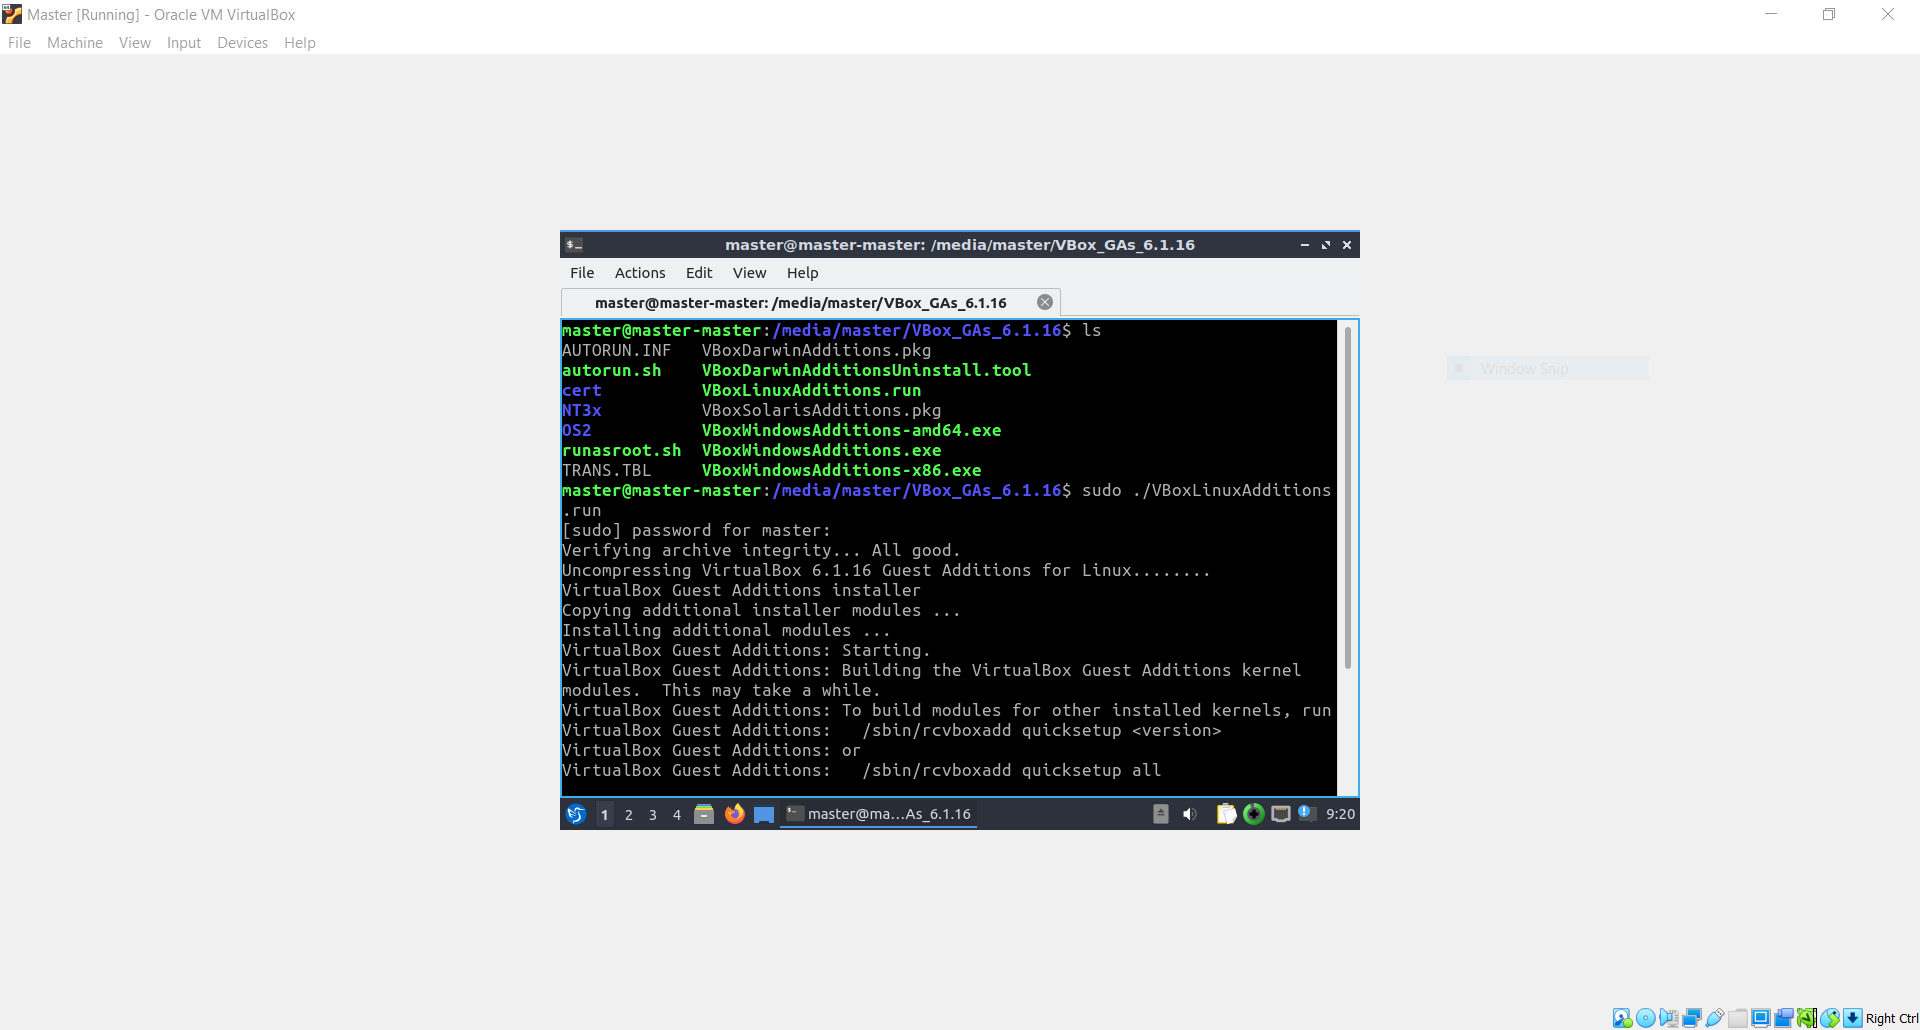 Master [Running] - Oracle VM VirtualBox
File Machine View Input Devices Help
master@master-master: /media/master/VBox_GAs_6.1.16
File Actions Edit View Help
master@master-master: /media/master/VBox_GAs_6.1.16
master@master-master:/media/master/VBox_GAs_6.1.16$ ls
AUTORUN.INF VBoxDarwinAdditions.pkg
autorun.sh VBoxDarwinAdditionsUninstall.tool
cert VBoxLinuxAdditions.run
NT3x VBoxSolarisAdditions.pkg
OS2 VBoxWindowsAdditions-amd64.exe
runasroot.sh VBoxWindowsAdditions.exe
TRANS.TBL VBoxWindowsAdditions-x86.exe
master@master-master:/media/master/VBox_GAs_6.1.16$ sudo ./VBoxLinuxAdditions
.run
[sudo] password for master:
Verifying archive integrity... All good.
Uncompressing VirtualBox 6.1.16 Guest Additions for Linux........
VirtualBox Guest Additions installer
Copying additional installer modules ...
Installing additional modules ...
VirtualBox Guest Additions: Starting.
VirtualBox Guest Additions: Building the VirtualBox Guest Additions kernel
modules.  This may take a while.
VirtualBox Guest Additions: To build modules for other installed kernels, run
VirtualBox Guest Additions:   /sbin/rcvboxadd quicksetup <version>
VirtualBox Guest Additions: or
VirtualBox Guest Additions:   /sbin/rcvboxadd quicksetup all
1 2 3 4 master@ma...As_6.1.16 9:20
Window Snip
Right Ctrl